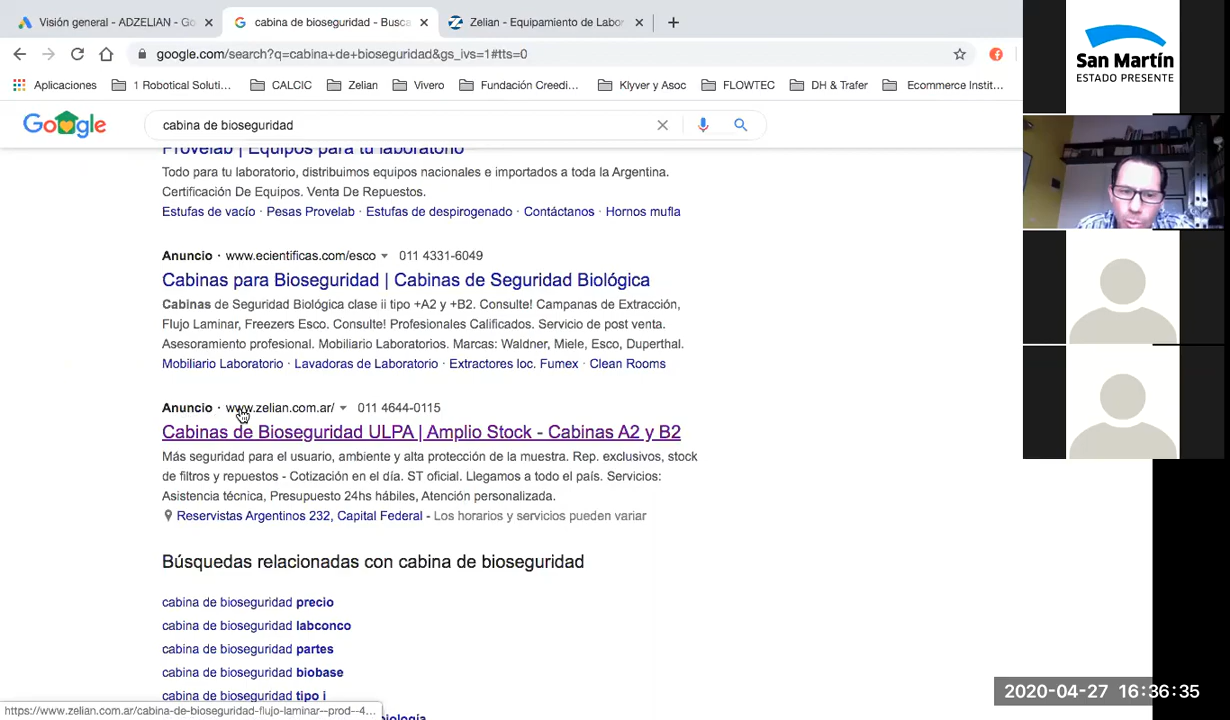 Visión general - ADZELIAN - Go
cabina de bioseguridad - Busca
Zelian - Equipamiento de Labor
google.com/search?q=cabina+de+bioseguridad&gs_ivs=1#tts=0
Aplicaciones
1 Robotical Soluti...
CALCIC
Zelian
Vivero
Fundación Creedi...
Klyver y Asoc
FLOWTEC
DH & Trafer
Ecommerce Instit...
San Martín
ESTADO PRESENTE
Google
cabina de bioseguridad
Provelab | Equipos para tu laboratorio
Todo para tu laboratorio, distribuimos equipos nacionales e importados a toda la Argentina.
Certificación De Equipos. Venta De Repuestos.
Estufas de vacío · Pesas Provelab · Estufas de despirogenado · Contáctanos · Hornos mufla
Anuncio · www.ecientificas.com/esco 011 4331-6049
Cabinas para Bioseguridad | Cabinas de Seguridad Biológica
Cabinas de Seguridad Biológica clase ii tipo +A2 y +B2. Consulte! Campanas de Extracción,
Flujo Laminar, Freezers Esco. Consulte! Profesionales Calificados. Servicio de post venta.
Asesoramiento profesional. Mobiliario Laboratorios. Marcas: Waldner, Miele, Esco, Duperthal.
Mobiliario Laboratorio · Lavadoras de Laboratorio · Extractores loc. Fumex · Clean Rooms
Anuncio · www.zelian.com.ar/ 011 4644-0115
Cabinas de Bioseguridad ULPA | Amplio Stock - Cabinas A2 y B2
Más seguridad para el usuario, ambiente y alta protección de la muestra. Rep. exclusivos, stock
de filtros y repuestos - Cotización en el día. ST oficial. Llegamos a todo el país. Servicios:
Asistencia técnica, Presupuesto 24hs hábiles, Atención personalizada.
Reservistas Argentinos 232, Capital Federal - Los horarios y servicios pueden variar
Búsquedas relacionadas con cabina de bioseguridad
cabina de bioseguridad precio
cabina de bioseguridad labconco
cabina de bioseguridad partes
cabina de bioseguridad biobase
cabina de bioseguridad tipo i
https://www.zelian.com.ar/cabina-de-bioseguridad-flujo-laminar--prod--4...
2020-04-27 16:36:35